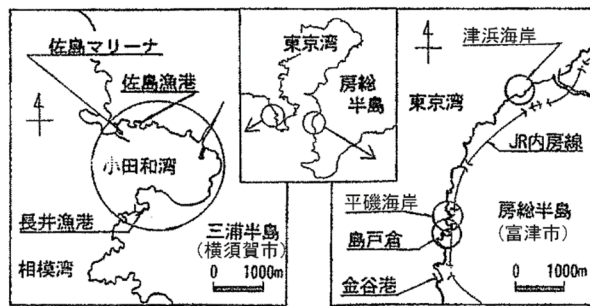 佐島マリーナ
佐島漁港
小田和湾
長井漁港
三浦半島
(横須賀市)
相模湾
0 1000m
東京湾
房総
半島
津浜海岸
東京湾
JR内房線
平磯海岸
島戸倉
房総半島
(富津市)
金谷港
0 1000m